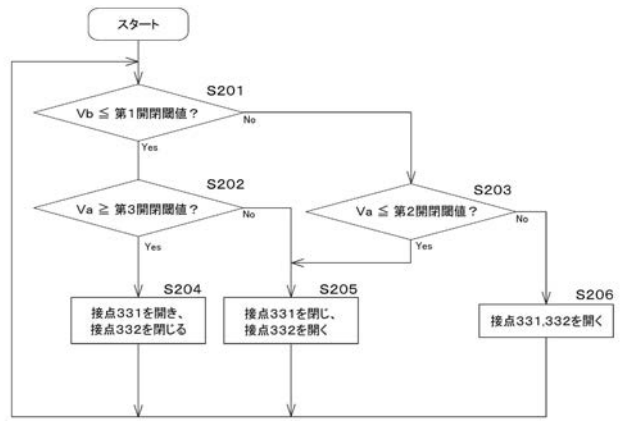 スタート
S201
Vb ≦ 第1開閉閾値?
No
Yes
S202
Va ≧ 第3開閉閾値?
No
Yes
S203
Va ≦ 第2開閉閾値?
No
Yes
S204
接点331を開き、
接点332を閉じる
S205
接点331を閉じ、
接点332を開く
S206
接点331,332を開く